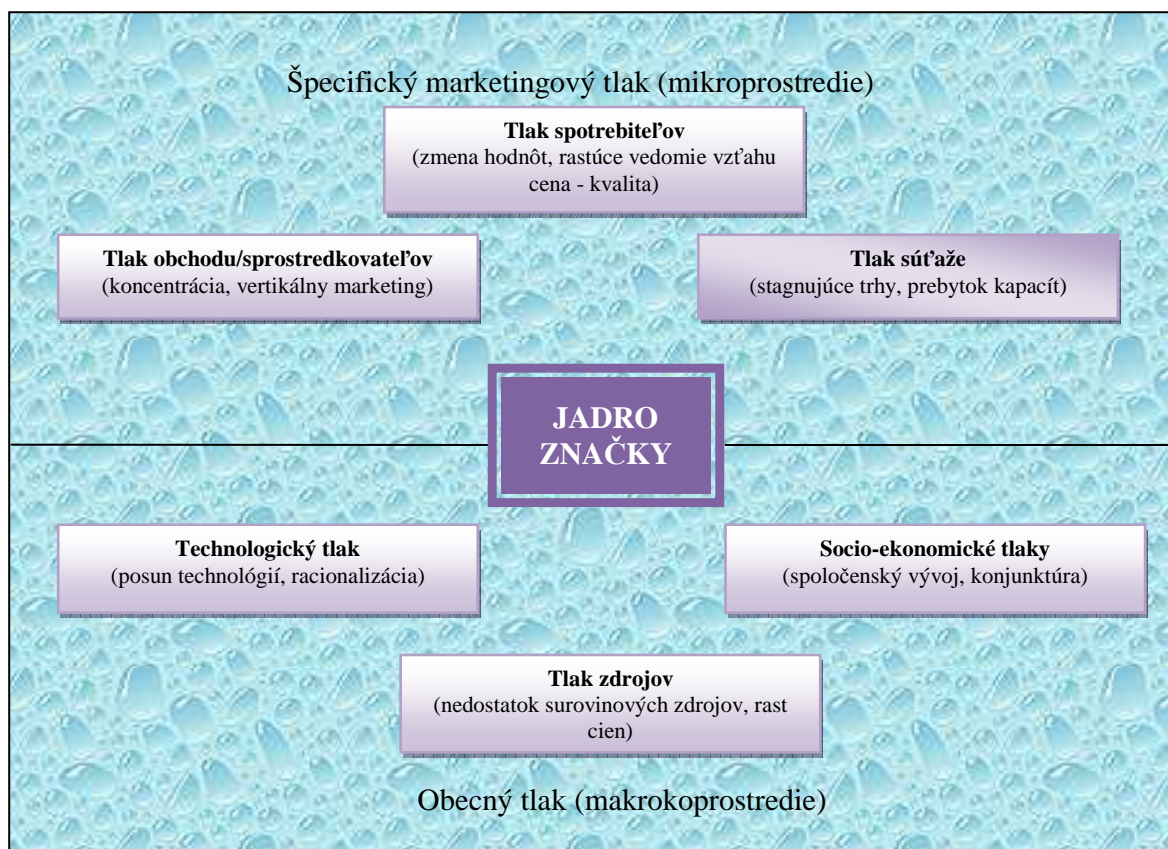 Špecifický marketingový tlak (mikroprostredie)
Tlak spotrebiteľov
(zmena hodnôt, rastúce vedomie vzťahu
cena - kvalita)
Tlak obchodu/sprostredkovateľov
(koncentrácia, vertikálny marketing)
Tlak súťaže
(stagnujúce trhy, prebytok kapacít)
JADRO
ZNAČKY
Technologický tlak
(posun technológií, racionalizácia)
Socio-ekonomické tlaky
(spoločenský vývoj, konjunktúra)
Tlak zdrojov
(nedostatok surovinových zdrojov, rast
cien)
Obecný tlak (makrokoprostredie)